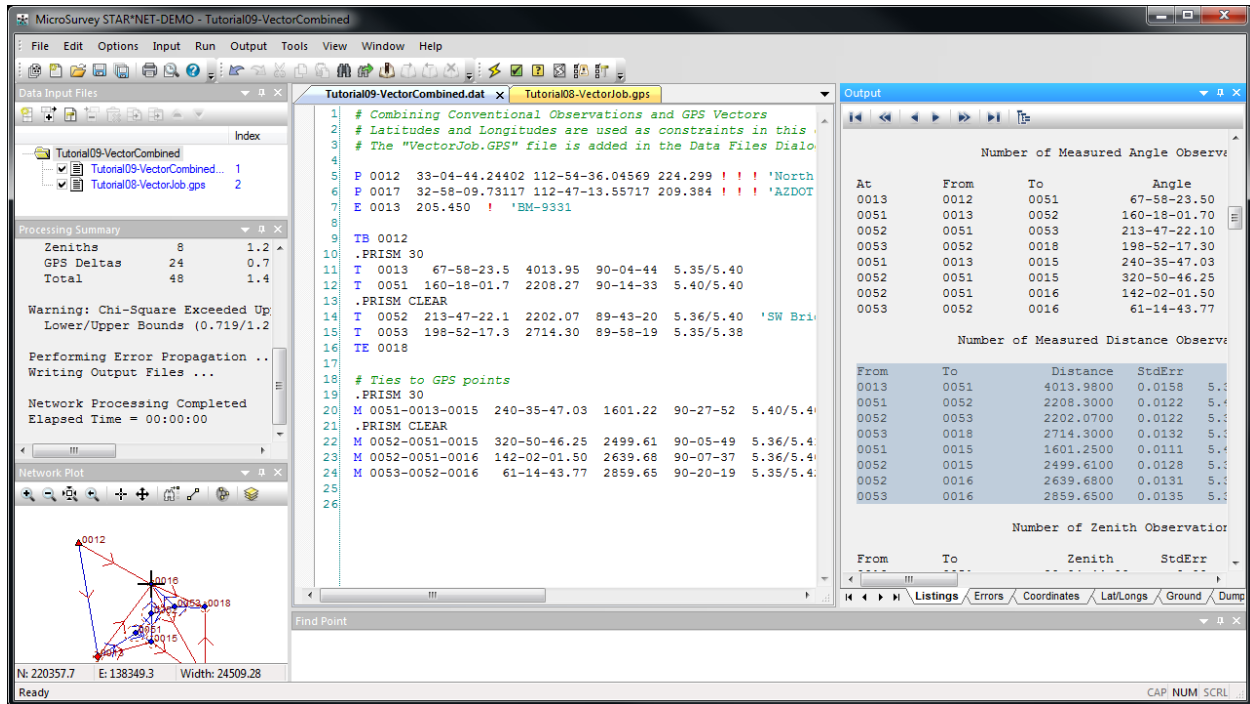 MicroSurvey STAR*NET-DEMO - Tutorial09-VectorCombined
File Edit Options Input Run Output Tools View Window Help
Data Input Files
Index
Tutorial09-VectorCombined
Tutorial09-VectorCombined... 1
Tutorial08-VectorJob.gps 2
Processing Summary
Zeniths 8 1.2
GPS Deltas 24 0.7
Total 48 1.4
Warning: Chi-Square Exceeded Up
Lower/Upper Bounds (0.719/1.2
Performing Error Propagation ..
Writing Output Files ...
Network Processing Completed
Elapsed Time = 00:00:00
Network Plot
0012
0016
0053 0018
0051
0015
0013
N: 220357.7 E: 138349.3 Width: 24509.28
Ready
Tutorial09-VectorCombined.dat x Tutorial08-VectorJob.gps
1 # Combining Conventional Observations and GPS Vectors
2 # Latitudes and Longitudes are used as constraints in this
3 # The "VectorJob.GPS" file is added in the Data Files Dialo
4
5 P 0012 33-04-44.24402 112-54-36.04569 224.299 ! ! ! 'North
6 P 0017 32-58-09.73117 112-47-13.55717 209.384 ! ! ! 'AZDOT
7 E 0013 205.450 ! 'BM-9331
8
9 TB 0012
10 .PRISM 30
11 T 0013 67-58-23.5 4013.95 90-04-44 5.35/5.40
12 T 0051 160-18-01.7 2208.27 90-14-33 5.40/5.40
13 .PRISM CLEAR
14 T 0052 213-47-22.1 2202.07 89-43-20 5.36/5.40 'SW Bri
15 T 0053 198-52-17.3 2714.30 89-58-19 5.35/5.38
16 TE 0018
17
18 # Ties to GPS points
19 .PRISM 30
20 M 0051-0013-0015 240-35-47.03 1601.22 90-27-52 5.40/5.4
21 .PRISM CLEAR
22 M 0052-0051-0015 320-50-46.25 2499.61 90-05-49 5.36/5.4
23 M 0052-0051-0016 142-02-01.50 2639.68 90-07-37 5.36/5.4
24 M 0053-0052-0016 61-14-43.77 2859.65 90-20-19 5.35/5.4
25
26
Find Point
Output
Number of Measured Angle Observa
At From To Angle
0013 0012 0051 67-58-23.50
0051 0013 0052 160-18-01.70
0052 0051 0053 213-47-22.10
0053 0052 0018 198-52-17.30
0051 0013 0015 240-35-47.03
0052 0051 0015 320-50-46.25
0052 0051 0016 142-02-01.50
0053 0052 0016 61-14-43.77
Number of Measured Distance Observa
From To Distance StdErr
0013 0051 4013.9800 0.0158 5.3
0051 0052 2208.3000 0.0122 5.4
0052 0053 2202.0700 0.0122 5.3
0053 0018 2714.3000 0.0132 5.3
0051 0015 1601.2500 0.0111 5.4
0052 0015 2499.6100 0.0128 5.3
0052 0016 2639.6800 0.0131 5.3
0053 0016 2859.6500 0.0135 5.3
Number of Zenith Observation
From To Zenith StdErr
Listings Errors Coordinates Lat/Longs Ground Dump
CAP NUM SCRL